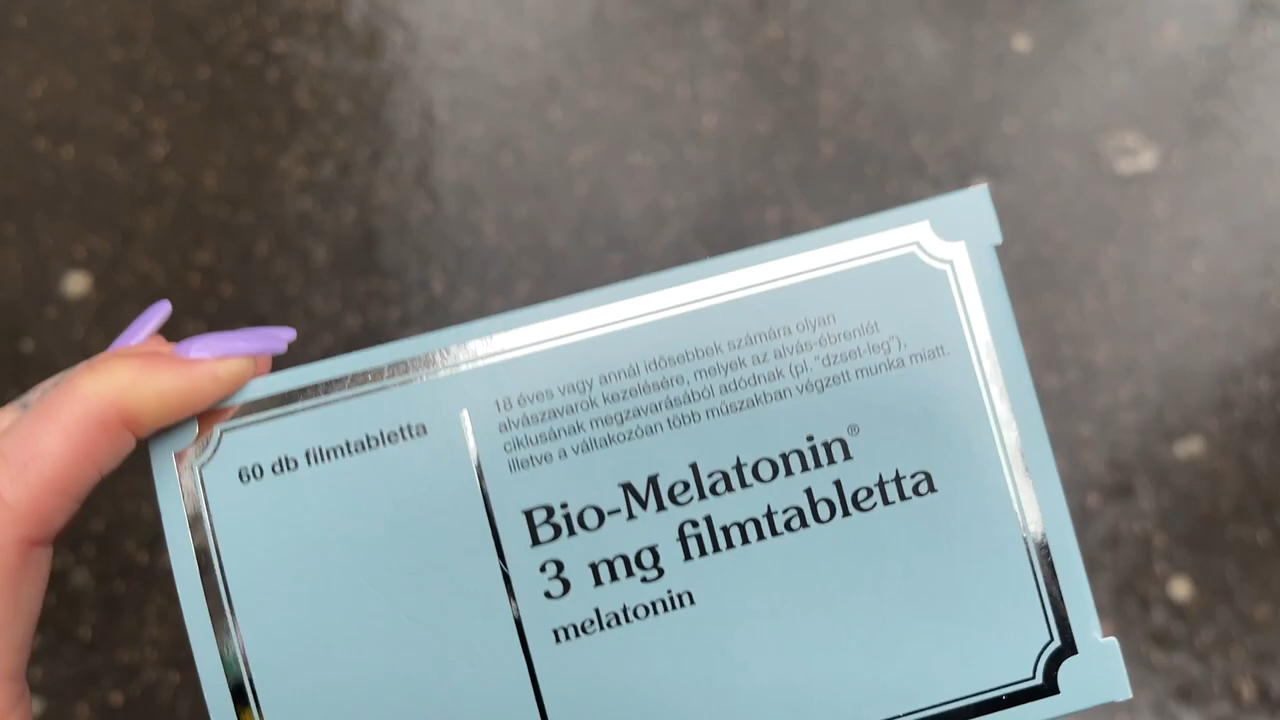 60 db filmtabletta
18 éves vagy annál idősebbek számára olyan
alvászavarok kezelésére, melyek az alvás-ébrenlét
ciklusának megzavarásából adódnak (pl. "dzset-leg"),
illetve a váltakozóan több műszakban végzett munka miatt.
Bio-Melatonin®
3 mg filmtabletta
melatonin